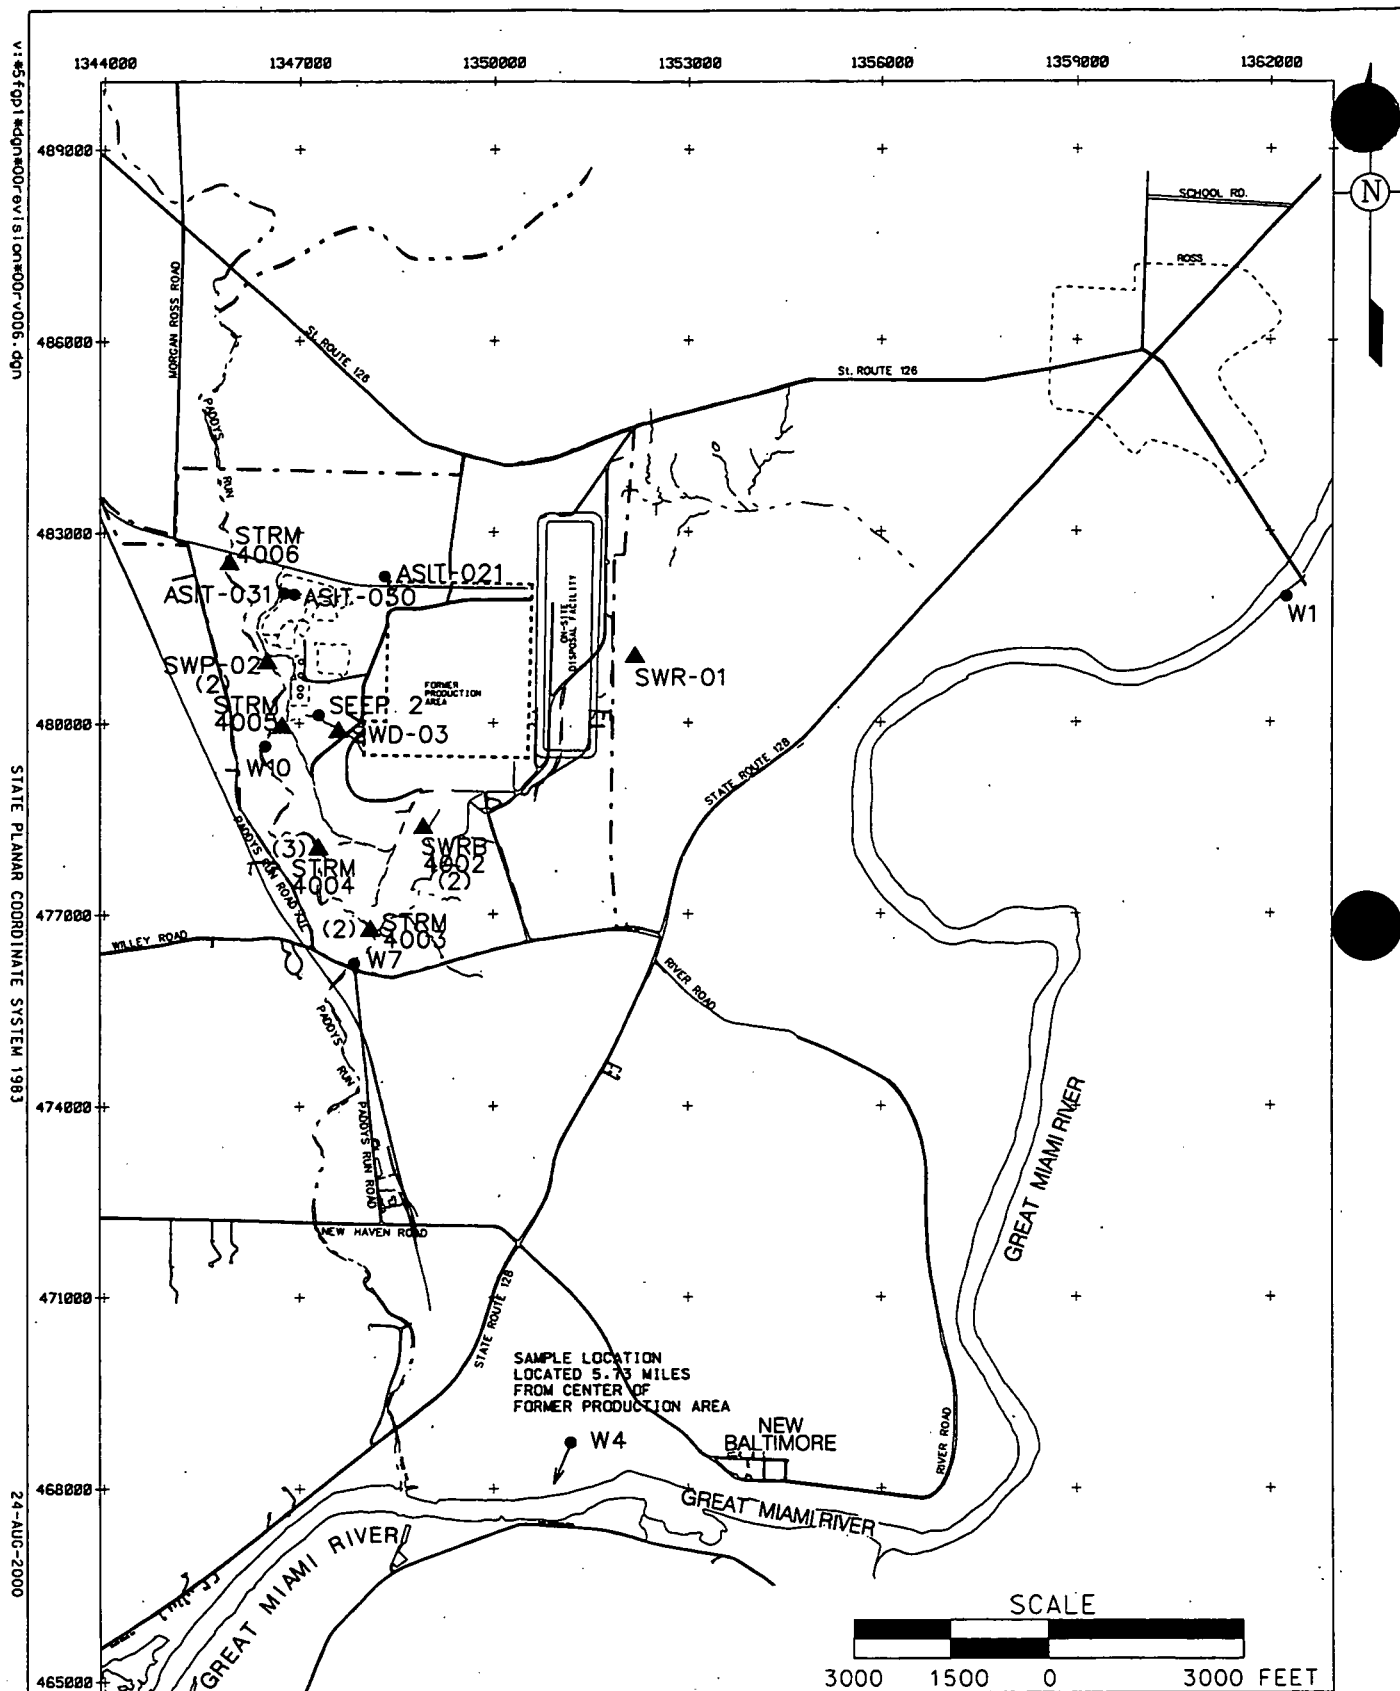 1344000 1347000 1350000 1353000 1356000 1359000 1362000
v:*5fgp1*dgn*00revision*00rv006.dgn
STATE PLANAR COORDINATE SYSTEM 1983
24-AUG-2000
489000
486000
483000
480000
477000
474000
471000
468000
465000
N
SCHOOL RD.
ROSS
MORGAN ROSS ROAD
St. ROUTE 126
St. ROUTE 126
PADDYS
RUN
STRM
4006
ASIT-021
ASIT-031
ASIT-030
ON-SITE
DISPOSAL FACILITY
W1
SWP-02
(2)
SWR-01
FORMER
PRODUCTION
AREA
STRM
4005
SEEP 2
SWD-03
W10
STATE ROUTE 128
PADDYS RUN ROAD
(3)
STRM
4004
SWRB
4002
(2)
(2)
STRM
4003
WILLEY ROAD
W7
RIVER ROAD
PADDYS
RUN
PADDYS RUN ROAD
GREAT MIAMI RIVER
NEW HAVEN ROAD
STATE ROUTE 128
SAMPLE LOCATION
LOCATED 5.73 MILES
FROM CENTER OF
FORMER PRODUCTION AREA
W4
NEW
BALTIMORE
RIVER ROAD
GREAT MIAMI RIVER
GREAT MIAMI RIVER
SCALE
3000 1500 0 3000 FEET